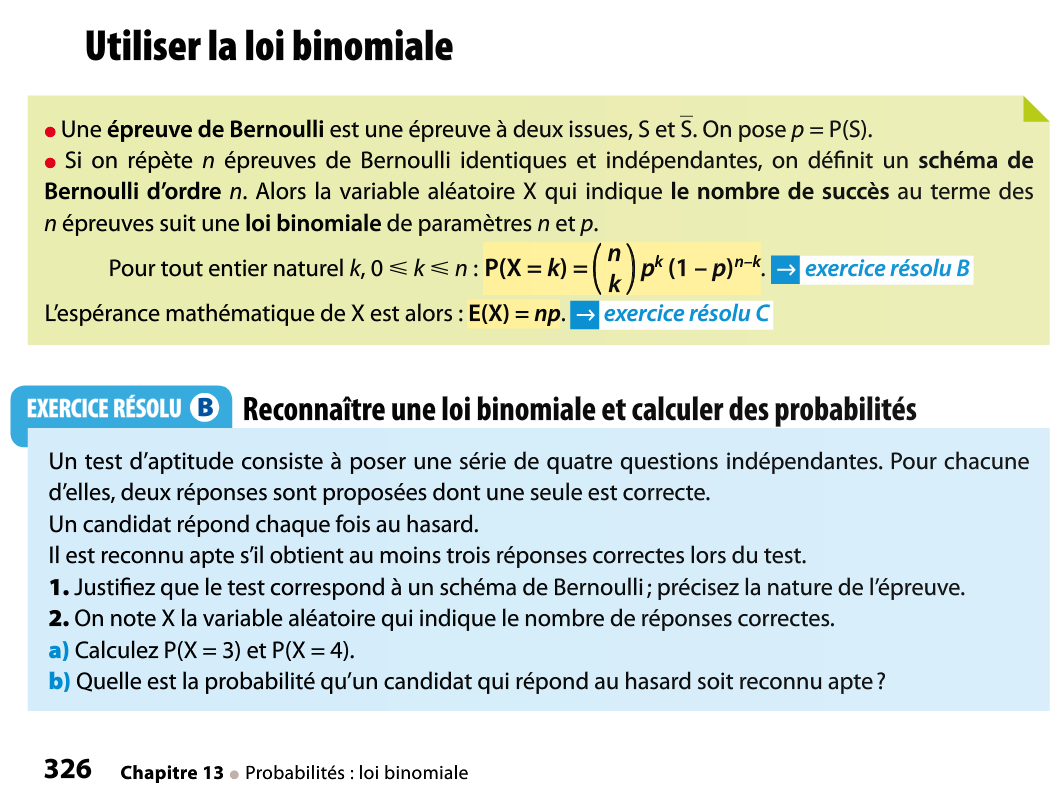 Utiliser la loi binomiale
● Une épreuve de Bernoulli est une épreuve à deux issues, S et S̅. On pose p = P(S).
● Si on répète n épreuves de Bernoulli identiques et indépendantes, on définit un schéma de
Bernoulli d’ordre n. Alors la variable aléatoire X qui indique le nombre de succès au terme des
n épreuves suit une loi binomiale de paramètres n et p.
Pour tout entier naturel k, 0 ⩽ k ⩽ n : P(X = k) = (n k) pᵏ (1 – p)ⁿ⁻ᵏ. → exercice résolu B
L’espérance mathématique de X est alors : E(X) = np. → exercice résolu C
EXERCICE RÉSOLU B Reconnaître une loi binomiale et calculer des probabilités
Un test d’aptitude consiste à poser une série de quatre questions indépendantes. Pour chacune
d’elles, deux réponses sont proposées dont une seule est correcte.
Un candidat répond chaque fois au hasard.
Il est reconnu apte s’il obtient au moins trois réponses correctes lors du test.
1. Justifiez que le test correspond à un schéma de Bernoulli ; précisez la nature de l’épreuve.
2. On note X la variable aléatoire qui indique le nombre de réponses correctes.
a) Calculez P(X = 3) et P(X = 4).
b) Quelle est la probabilité qu’un candidat qui répond au hasard soit reconnu apte ?
326 Chapitre 13 ● Probabilités : loi binomiale